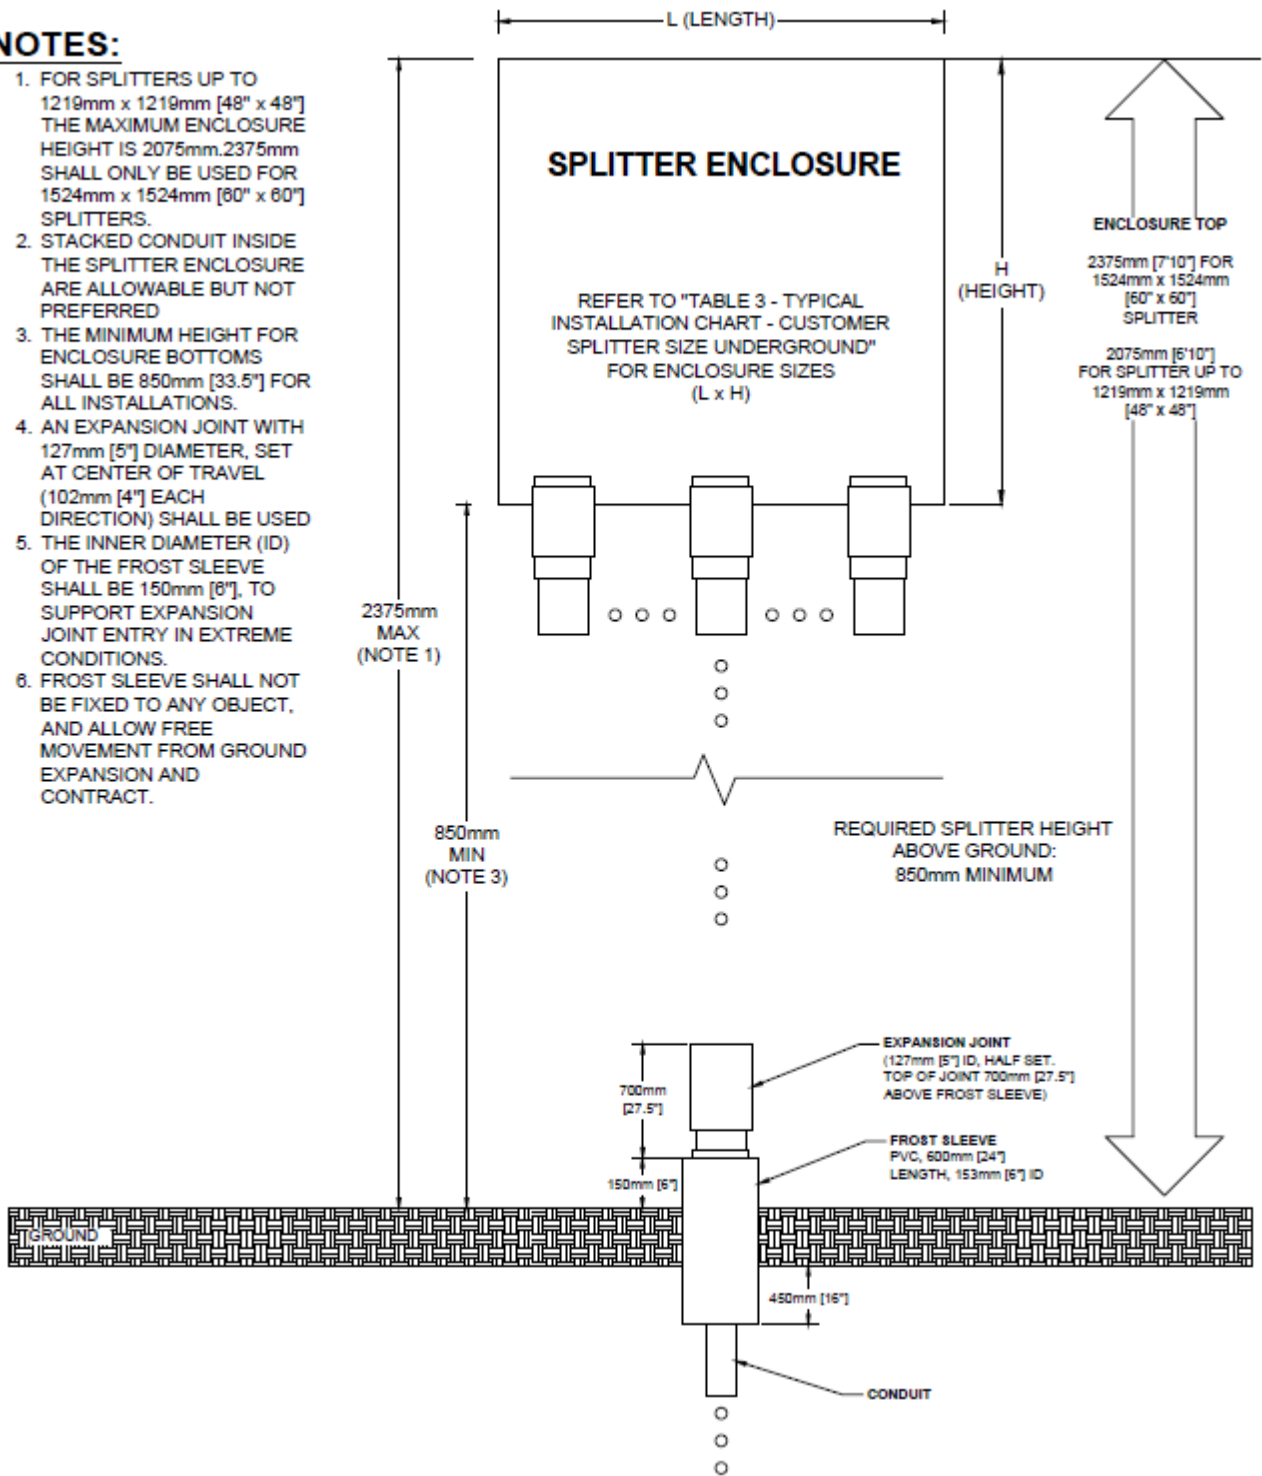 NOTES:
1. FOR SPLITTERS UP TO
1219mm x 1219mm [48" x 48"]
THE MAXIMUM ENCLOSURE
HEIGHT IS 2075mm.2375mm
SHALL ONLY BE USED FOR
1524mm x 1524mm [60" x 60"]
SPLITTERS.
2. STACKED CONDUIT INSIDE
THE SPLITTER ENCLOSURE
ARE ALLOWABLE BUT NOT
PREFERRED
3. THE MINIMUM HEIGHT FOR
ENCLOSURE BOTTOMS
SHALL BE 850mm [33.5"] FOR
ALL INSTALLATIONS.
4. AN EXPANSION JOINT WITH
127mm [5"] DIAMETER, SET
AT CENTER OF TRAVEL
(102mm [4"] EACH
DIRECTION) SHALL BE USED
5. THE INNER DIAMETER (ID)
OF THE FROST SLEEVE
SHALL BE 150mm [6"], TO
SUPPORT EXPANSION
JOINT ENTRY IN EXTREME
CONDITIONS.
6. FROST SLEEVE SHALL NOT
BE FIXED TO ANY OBJECT,
AND ALLOW FREE
MOVEMENT FROM GROUND
EXPANSION AND
CONTRACT.
L (LENGTH)
SPLITTER ENCLOSURE
REFER TO "TABLE 3 - TYPICAL
INSTALLATION CHART - CUSTOMER
SPLITTER SIZE UNDERGROUND"
FOR ENCLOSURE SIZES
(L x H)
H
(HEIGHT)
ENCLOSURE TOP
2375mm [7'10"] FOR
1524mm x 1524mm
[60" x 60"]
SPLITTER
2075mm [6'10"]
FOR SPLITTER UP TO
1219mm x 1219mm
[48" x 48"]
2375mm
MAX
(NOTE 1)
850mm
MIN
(NOTE 3)
REQUIRED SPLITTER HEIGHT
ABOVE GROUND:
850mm MINIMUM
700mm
[27.5"]
EXPANSION JOINT
(127mm [5"] ID, HALF SET.
TOP OF JOINT 700mm [27.5"]
ABOVE FROST SLEEVE)
150mm [6"]
FROST SLEEVE
PVC, 600mm [24"]
LENGTH, 153mm [6"] ID
GROUND
450mm [16"]
CONDUIT